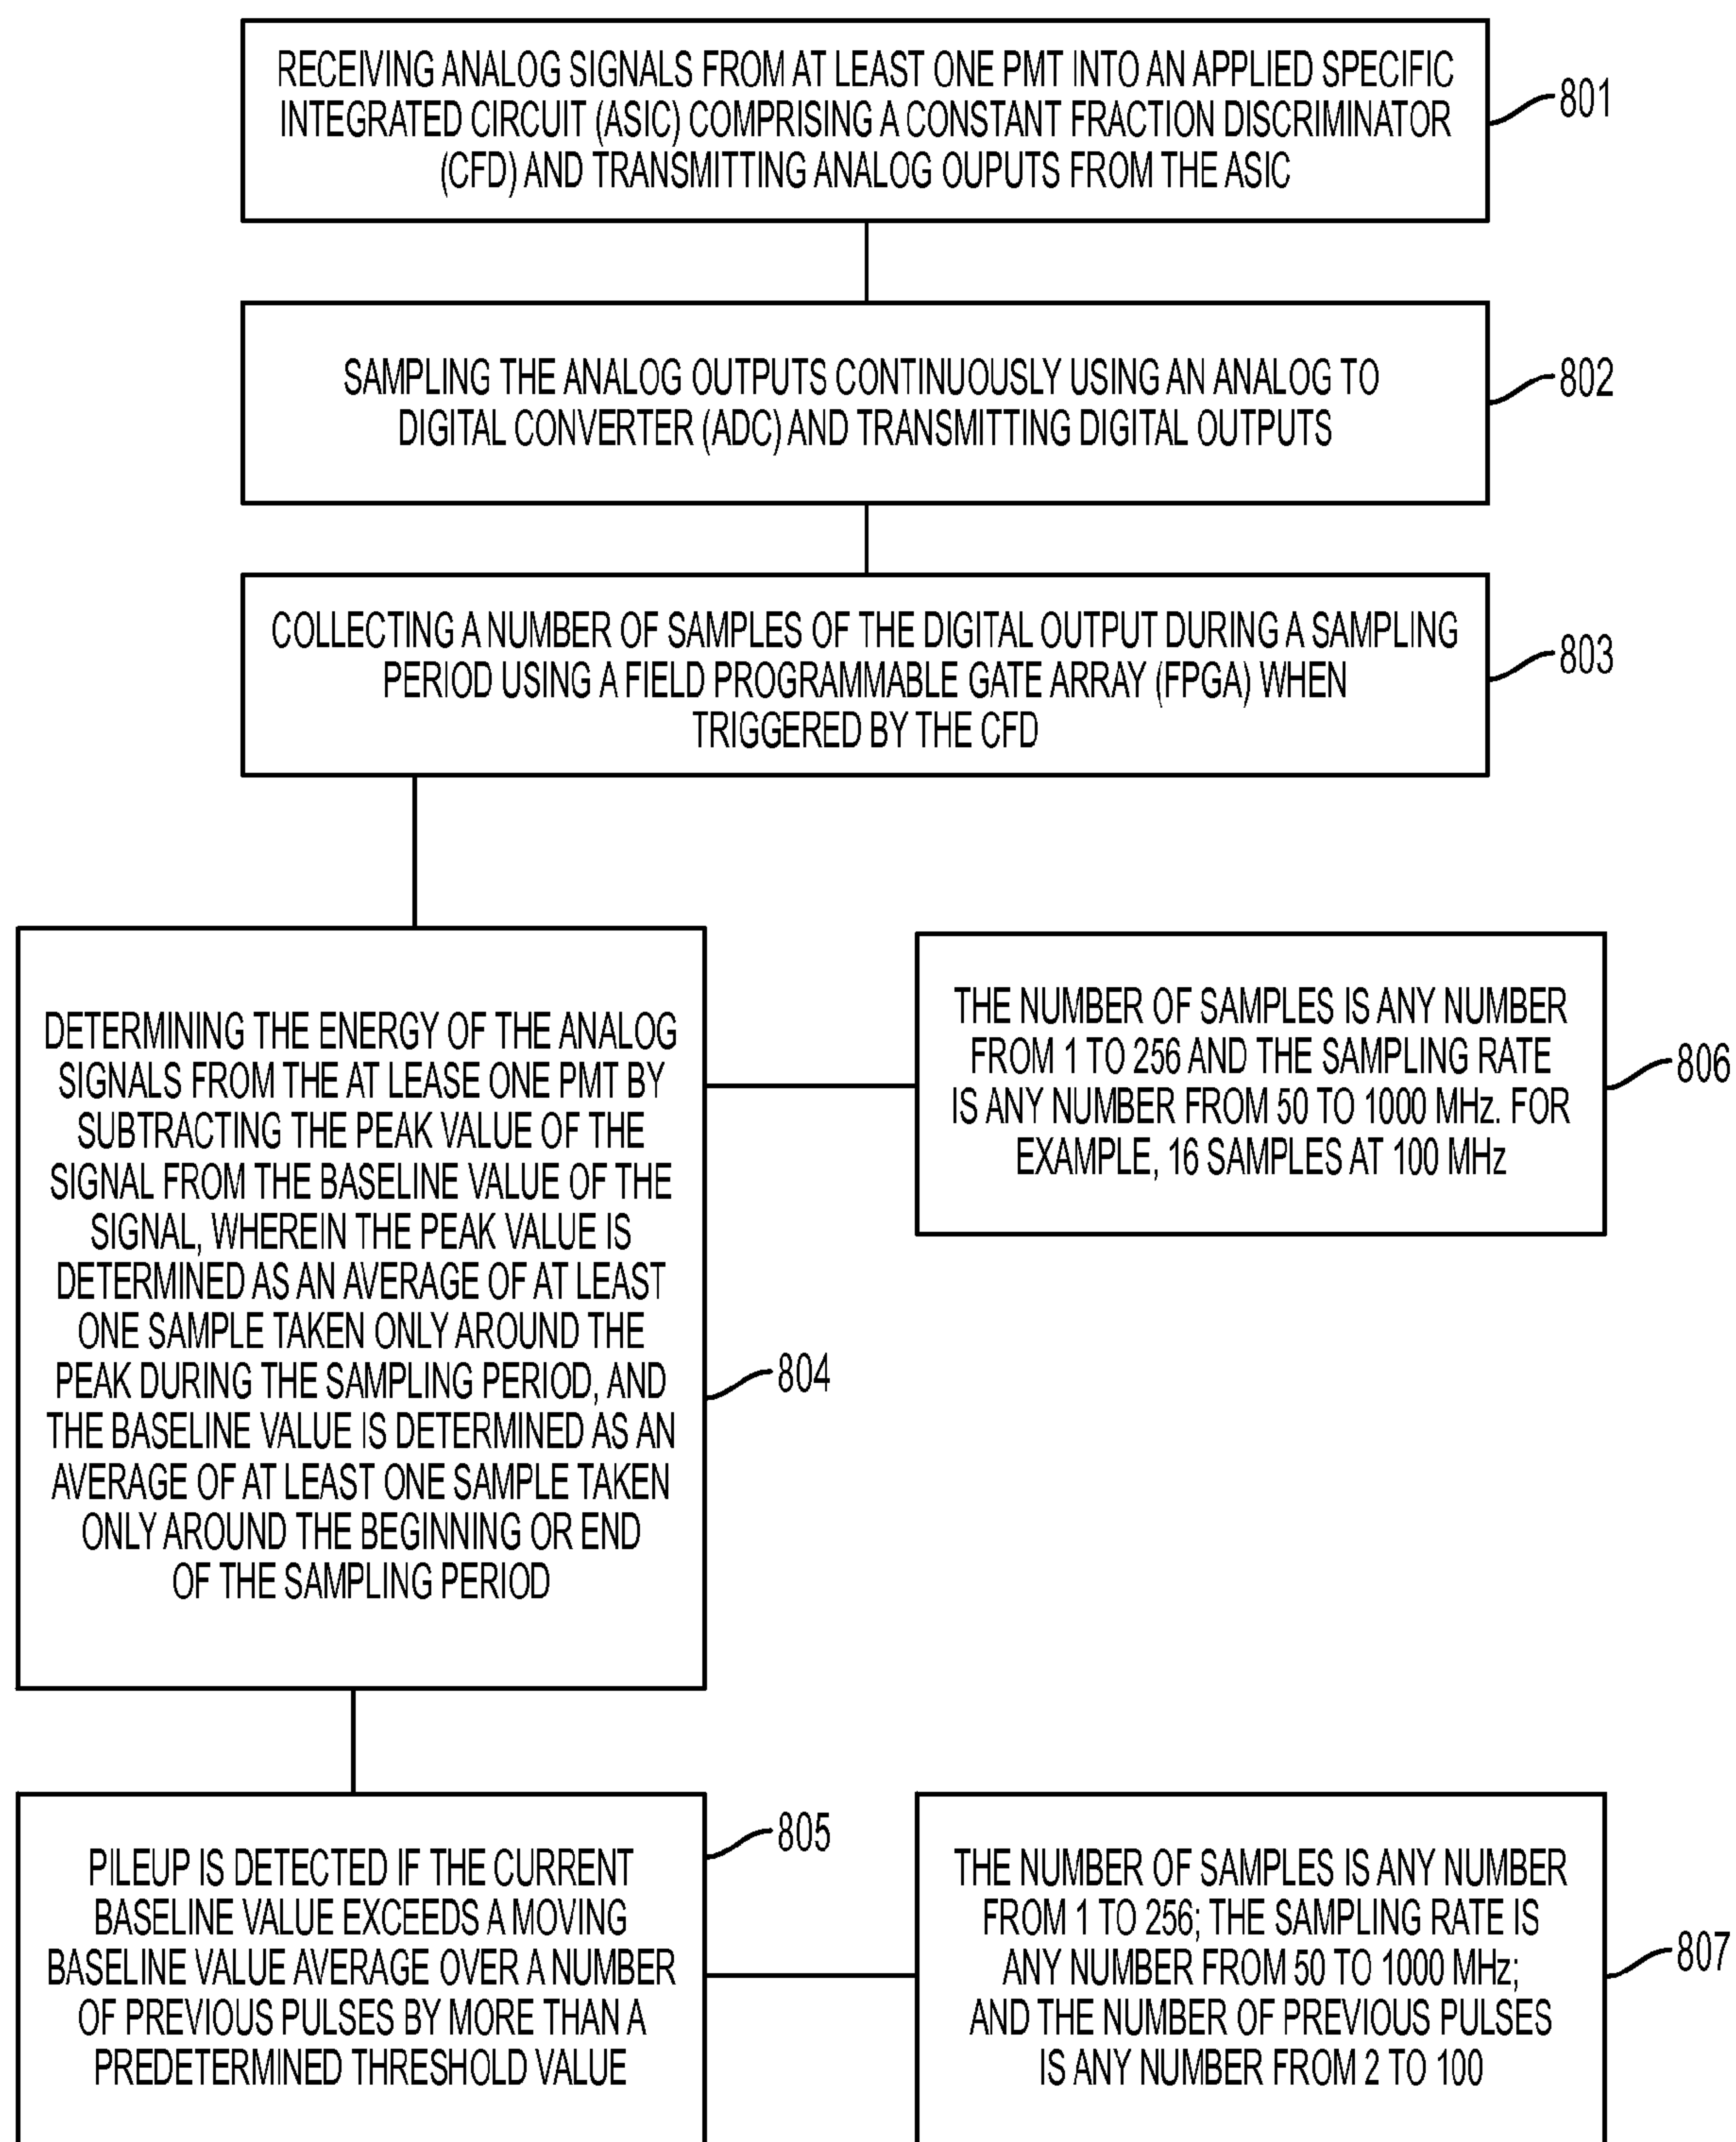 RECEIVING ANALOG SIGNALS FROM AT LEAST ONE PMT INTO AN APPLIED SPECIFIC
INTEGRATED CIRCUIT (ASIC) COMPRISING A CONSTANT FRACTION DISCRIMINATOR
(CFD) AND TRANSMITTING ANALOG OUPUTS FROM THE ASIC
801
SAMPLING THE ANALOG OUTPUTS CONTINUOUSLY USING AN ANALOG TO
DIGITAL CONVERTER (ADC) AND TRANSMITTING DIGITAL OUTPUTS
802
COLLECTING A NUMBER OF SAMPLES OF THE DIGITAL OUTPUT DURING A SAMPLING
PERIOD USING A FIELD PROGRAMMABLE GATE ARRAY (FPGA) WHEN
TRIGGERED BY THE CFD
803
DETERMINING THE ENERGY OF THE ANALOG
SIGNALS FROM THE AT LEASE ONE PMT BY
SUBTRACTING THE PEAK VALUE OF THE
SIGNAL FROM THE BASELINE VALUE OF THE
SIGNAL, WHEREIN THE PEAK VALUE IS
DETERMINED AS AN AVERAGE OF AT LEAST
ONE SAMPLE TAKEN ONLY AROUND THE
PEAK DURING THE SAMPLING PERIOD, AND
THE BASELINE VALUE IS DETERMINED AS AN
AVERAGE OF AT LEAST ONE SAMPLE TAKEN
ONLY AROUND THE BEGINNING OR END
OF THE SAMPLING PERIOD
804
THE NUMBER OF SAMPLES IS ANY NUMBER
FROM 1 TO 256 AND THE SAMPLING RATE
IS ANY NUMBER FROM 50 TO 1000 MHz. FOR
EXAMPLE, 16 SAMPLES AT 100 MHz
806
PILEUP IS DETECTED IF THE CURRENT
BASELINE VALUE EXCEEDS A MOVING
BASELINE VALUE AVERAGE OVER A NUMBER
OF PREVIOUS PULSES BY MORE THAN A
PREDETERMINED THRESHOLD VALUE
805
THE NUMBER OF SAMPLES IS ANY NUMBER
FROM 1 TO 256; THE SAMPLING RATE IS
ANY NUMBER FROM 50 TO 1000 MHz;
AND THE NUMBER OF PREVIOUS PULSES
IS ANY NUMBER FROM 2 TO 100
807